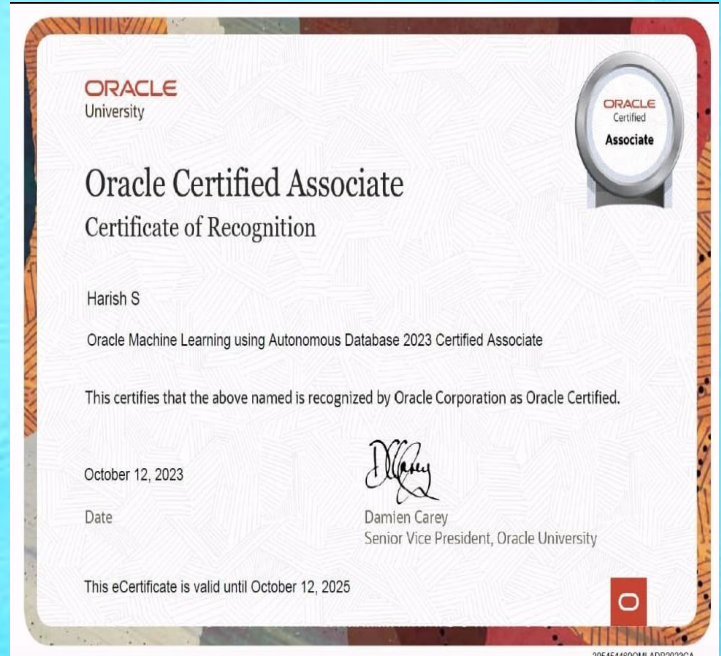 ORACLE
University
ORACLE
Certified
Associate
Oracle Certified Associate
Certificate of Recognition
Harish S
Oracle Machine Learning using Autonomous Database 2023 Certified Associate
This certifies that the above named is recognized by Oracle Corporation as Oracle Certified.
October 12, 2023
Date
Damien Carey
Senior Vice President, Oracle University
This eCertificate is valid until October 12, 2025